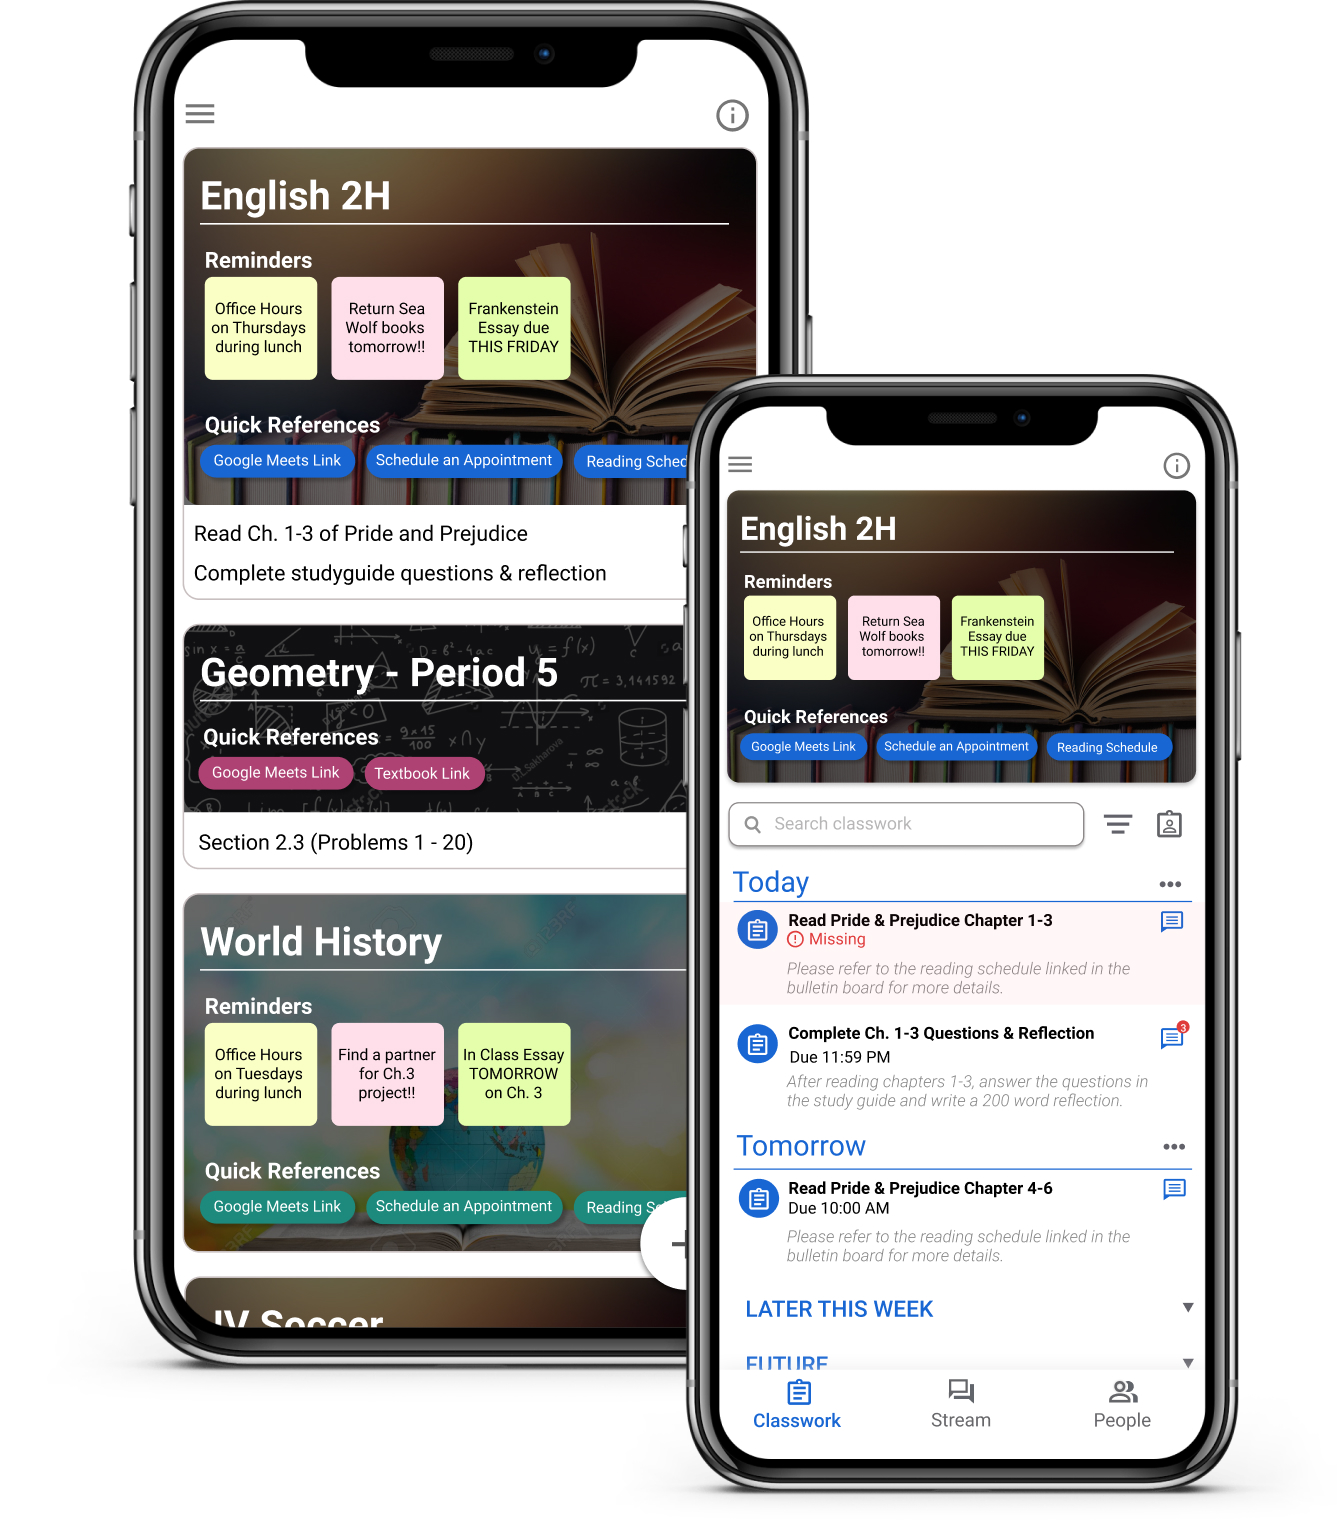 English 2H
Reminders
Office Hours
on Thursdays
during lunch
Return Sea
Wolf books
tomorrow!!
Frankenstein
Essay due
THIS FRIDAY
Quick References
Google Meets Link
Schedule an Appointment
Reading Sched
Read Ch. 1-3 of Pride and Prejudice
Complete studyguide questions & reflection
Geometry - Period 5
Quick References
Google Meets Link
Textbook Link
Section 2.3 (Problems 1 - 20)
World History
Reminders
Office Hours
on Tuesdays
during lunch
Find a partner
for Ch.3
project!!
In Class Essay
TOMORROW
on Ch. 3
Quick References
Google Meets Link
Schedule an Appointment
Reading Sc
JV Soccer
English 2H
Reminders
Office Hours
on Thursdays
during lunch
Return Sea
Wolf books
tomorrow!!
Frankenstein
Essay due
THIS FRIDAY
Quick References
Google Meets Link
Schedule an Appointment
Reading Schedule
Search classwork
Today
Read Pride & Prejudice Chapter 1-3
Missing
Please refer to the reading schedule linked in the
bulletin board for more details.
Complete Ch. 1-3 Questions & Reflection
3
Due 11:59 PM
After reading chapters 1-3, answer the questions in
the study guide and write a 200 word reflection.
Tomorrow
Read Pride & Prejudice Chapter 4-6
Due 10:00 AM
Please refer to the reading schedule linked in the
bulletin board for more details.
LATER THIS WEEK
FUTURE
Classwork
Stream
People